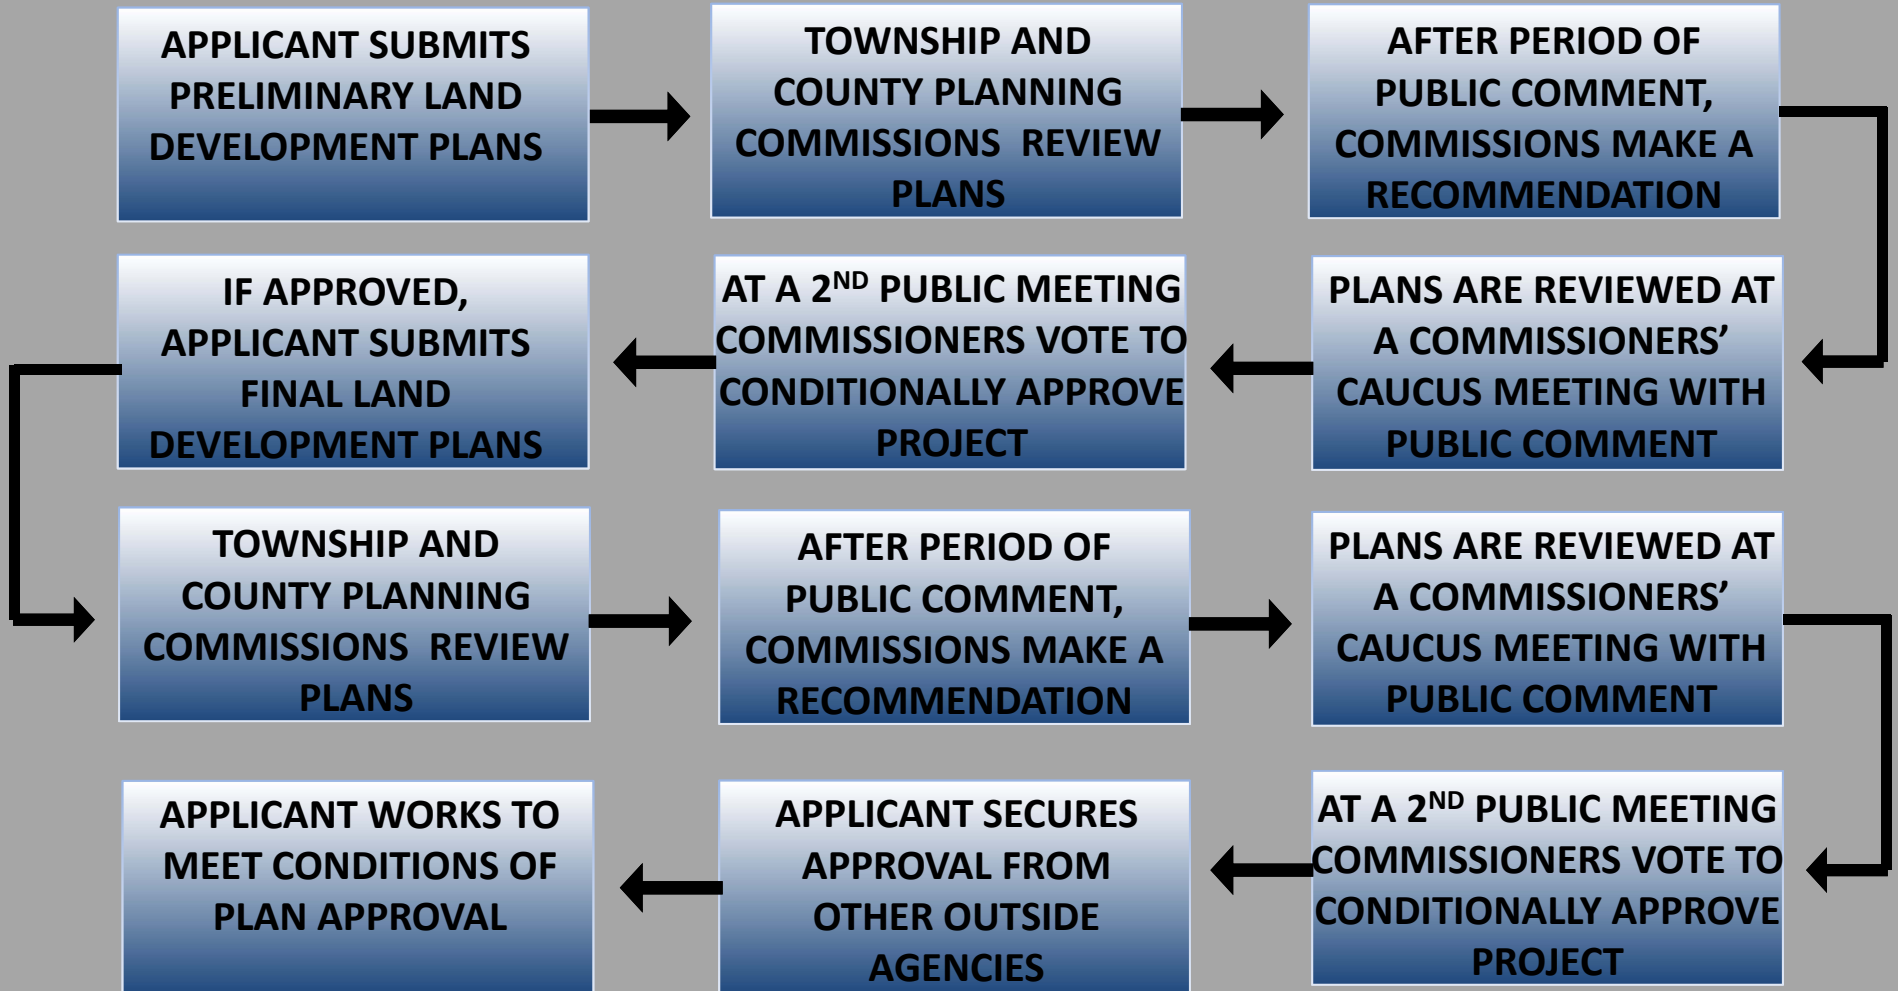 APPLICANT SUBMITS
PRELIMINARY LAND
DEVELOPMENT PLANS
TOWNSHIP AND
COUNTY PLANNING
COMMISSIONS REVIEW
PLANS
AFTER PERIOD OF
PUBLIC COMMENT,
COMMISSIONS MAKE A
RECOMMENDATION
PLANS ARE REVIEWED AT
A COMMISSIONERS’
CAUCUS MEETING WITH
PUBLIC COMMENT
AT A 2ND PUBLIC MEETING
COMMISSIONERS VOTE TO
CONDITIONALLY APPROVE
PROJECT
IF APPROVED,
APPLICANT SUBMITS
FINAL LAND
DEVELOPMENT PLANS
TOWNSHIP AND
COUNTY PLANNING
COMMISSIONS REVIEW
PLANS
AFTER PERIOD OF
PUBLIC COMMENT,
COMMISSIONS MAKE A
RECOMMENDATION
PLANS ARE REVIEWED AT
A COMMISSIONERS’
CAUCUS MEETING WITH
PUBLIC COMMENT
AT A 2ND PUBLIC MEETING
COMMISSIONERS VOTE TO
CONDITIONALLY APPROVE
PROJECT
APPLICANT SECURES
APPROVAL FROM
OTHER OUTSIDE
AGENCIES
APPLICANT WORKS TO
MEET CONDITIONS OF
PLAN APPROVAL